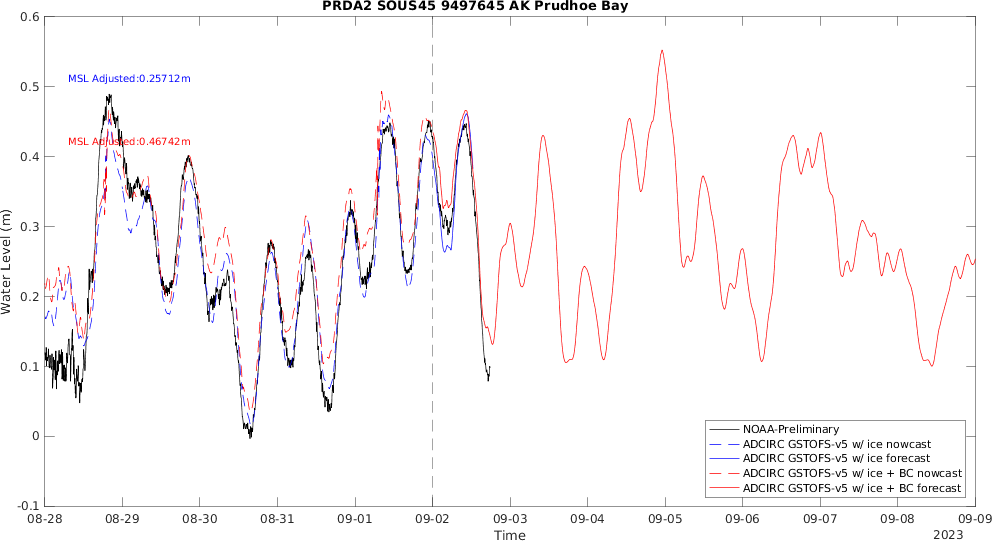 PRDA2 SOUS45 9497645 AK Prudhoe Bay
0.6
0.5
0.4
0.3
0.2
0.1
0
-0.1
Water Level (m)
MSL Adjusted:0.25712m
MSL Adjusted:0.46742m
NOAA-Preliminary
ADCIRC GSTOFS-v5 w/ ice nowcast
ADCIRC GSTOFS-v5 w/ ice forecast
ADCIRC GSTOFS-v5 w/ ice + BC nowcast
ADCIRC GSTOFS-v5 w/ ice + BC forecast
08-28 08-29 08-30 08-31 09-01 09-02 09-03 09-04 09-05 09-06 09-07 09-08 09-09
Time
2023